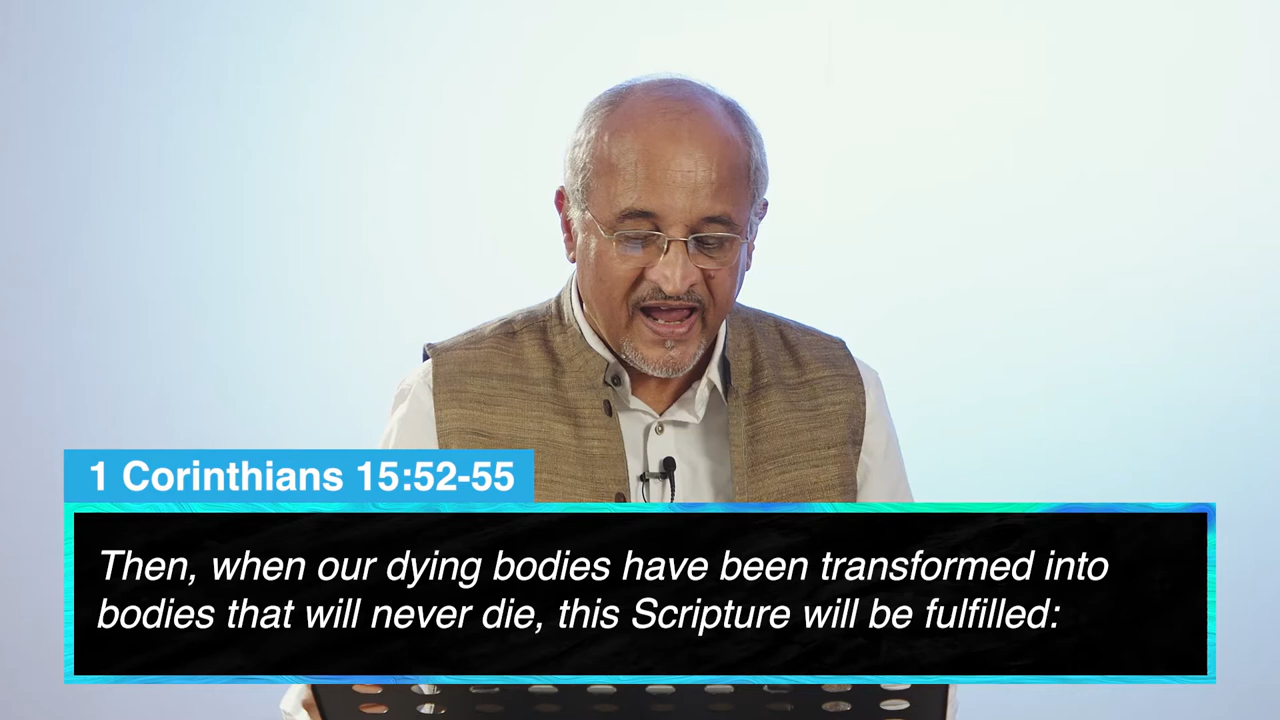 1 Corinthians 15:52-55
Then, when our dying bodies have been transformed into
bodies that will never die, this Scripture will be fulfilled: